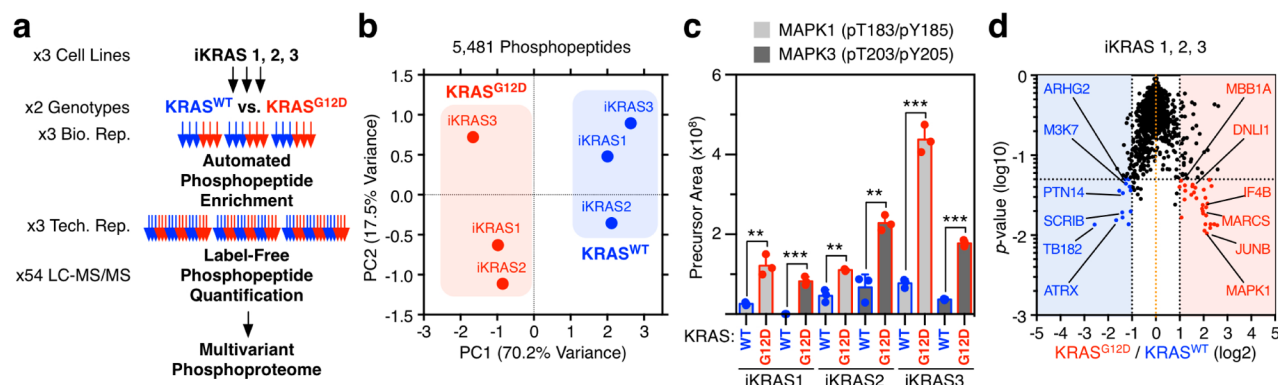 a
x3 Cell Lines
iKRAS 1, 2, 3
x2 Genotypes
KRASWT vs. KRASG12D
x3 Bio. Rep.
Automated
Phosphopeptide
Enrichment
x3 Tech. Rep.
Label-Free
Phosphopeptide
Quantification
x54 LC-MS/MS
Multivariant
Phosphoproteome
b
5,481 Phosphopeptides
PC2 (17.5% Variance)
1.5
1.0
0.5
0.0
-0.5
-1.0
-1.5
KRASG12D
iKRAS3
iKRAS1
iKRAS2
iKRAS3
iKRAS1
iKRAS2
KRASWT
-3 -2 -1 0 1 2 3
PC1 (70.2% Variance)
c
MAPK1 (pT183/pY185)
MAPK3 (pT203/pY205)
Precursor Area (x10⁸)
6
4
2
** *** ** ** *** ***
KRAS: WT G12D WT G12D WT G12D WT G12D WT G12D WT G12D
iKRAS1 iKRAS2 iKRAS3
d
iKRAS 1, 2, 3
p-value (log10)
0
-1
-2
-3
ARHG2
M3K7
PTN14
SCRIB
TB182
ATRX
MBB1A
DNLI1
IF4B
MARCS
JUNB
MAPK1
-5 -4 -3 -2 -1 0 1 2 3 4 5
KRASG12D / KRASWT (log2)